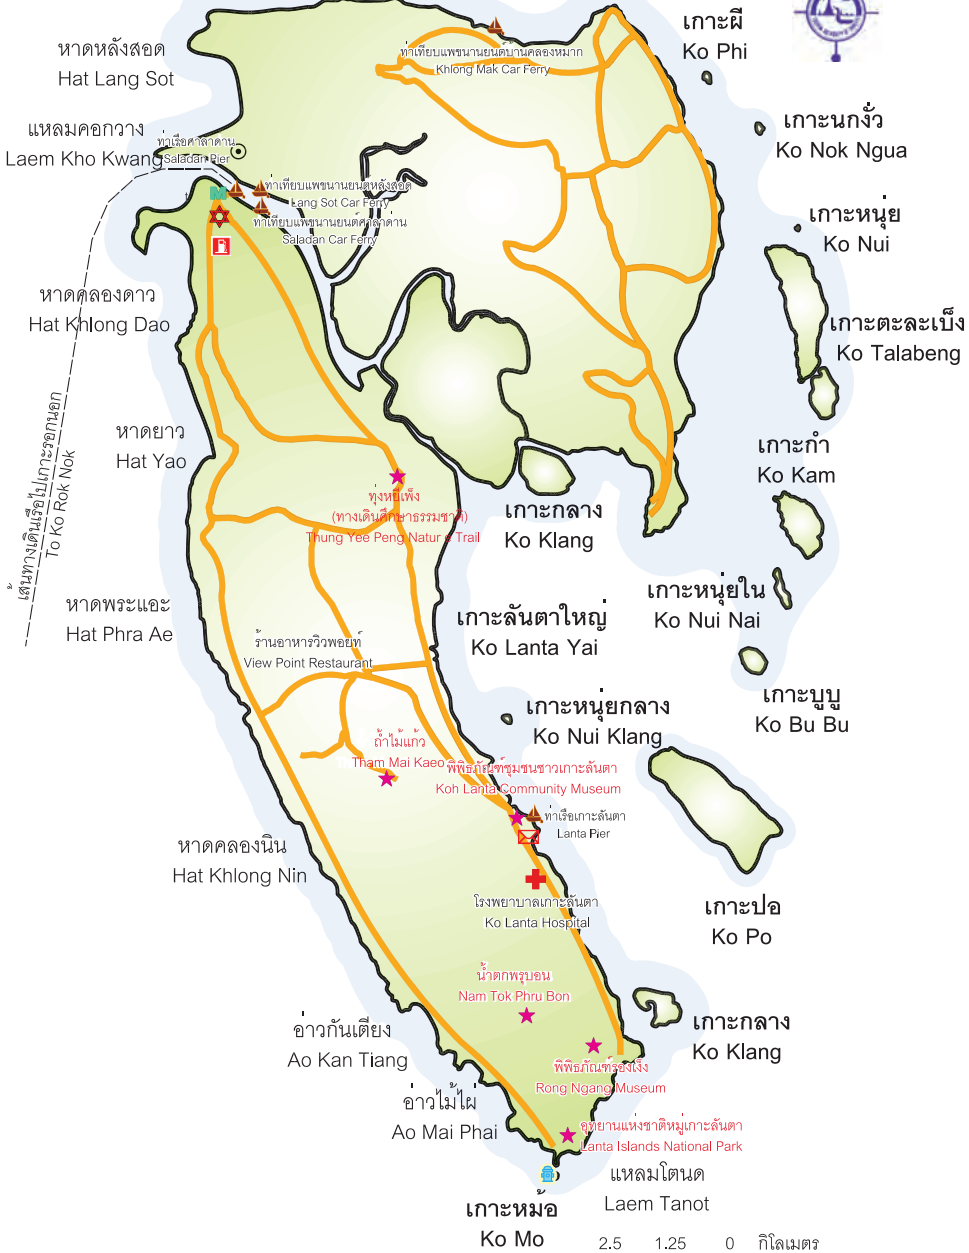 เกาะผี
Ko Phi
หาดหลังสอด
Hat Lang Sot
ท่าเทียบแพขนานยนต์บ้านคลองหมาก
Khlong Mak Car Ferry
เกาะนกงั่ว
Ko Nok Ngua
แหลมคอกวาง
Laem Kho Kwang
ท่าเรือศาลาด่าน
Saladan Pier
M
ท่าเทียบแพขนานยนต์หลังสอด
Lang Sot Car Ferry
ท่าเทียบแพขนานยนต์ศาลาด่าน
Saladan Car Ferry
เกาะหนุ่ย
Ko Nui
หาดคลองดาว
Hat Khlong Dao
เกาะตะละเบ็ง
Ko Talabeng
เส้นทางเดินเรือไปเกาะรอกนอก
To Ko Rok Nok
หาดยาว
Hat Yao
เกาะกำ
Ko Kam
ทุ่งหยีเพ็ง
(ทางเดินศึกษาธรรมชาติ)
Thung Yee Peng Natur e Trail
เกาะกลาง
Ko Klang
หาดพระแอะ
Hat Phra Ae
เกาะลันตาใหญ่
Ko Lanta Yai
เกาะหนุ่ยใน
Ko Nui Nai
ร้านอาหารวิวพอยท์
View Point Restaurant
เกาะบูบู
Ko Bu Bu
เกาะหนุ่ยกลาง
Ko Nui Klang
ถ้ำไม้แก้ว
Tham Mai Kaeo
พิพิธภัณฑ์ชุมชนชาวเกาะลันตา
Koh Lanta Community Museum
ท่าเรือเกาะลันตา
Lanta Pier
หาดคลองนิน
Hat Khlong Nin
โรงพยาบาลเกาะลันตา
Ko Lanta Hospital
เกาะปอ
Ko Po
น้ำตกพรุบอน
Nam Tok Phru Bon
เกาะกลาง
Ko Klang
อ่าวกันเตียง
Ao Kan Tiang
พิพิธภัณฑ์รองเง็ง
Rong Ngang Museum
อ่าวไม้ไผ่
Ao Mai Phai
อุทยานแห่งชาติหมู่เกาะลันตา
Lanta Islands National Park
แหลมโตนด
Laem Tanot
เกาะหม้อ
Ko Mo
2.5 1.25 0 กิโลเมตร